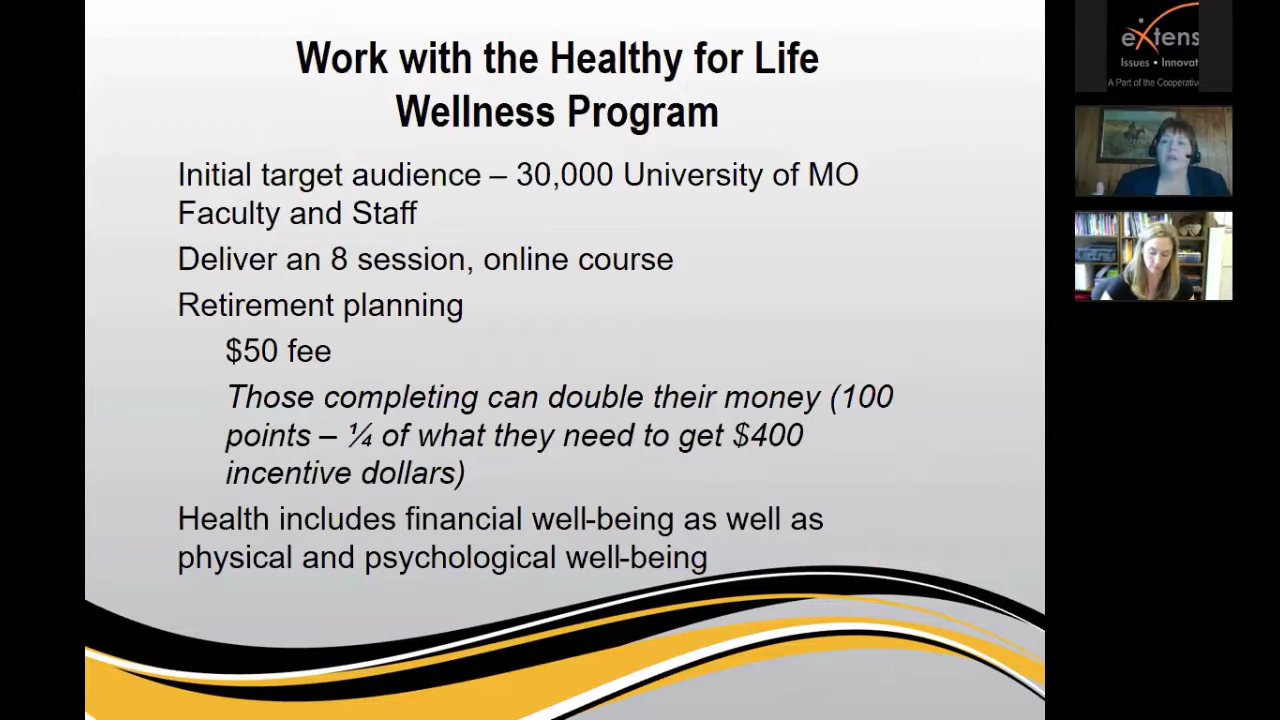 Work with the Healthy for Life
Wellness Program
Initial target audience – 30,000 University of MO
Faculty and Staff
Deliver an 8 session, online course
Retirement planning
$50 fee
Those completing can double their money (100
points – ¼ of what they need to get $400
incentive dollars)
Health includes financial well-being as well as
physical and psychological well-being
eXtens
Issues • Innovat
A Part of the Cooperative